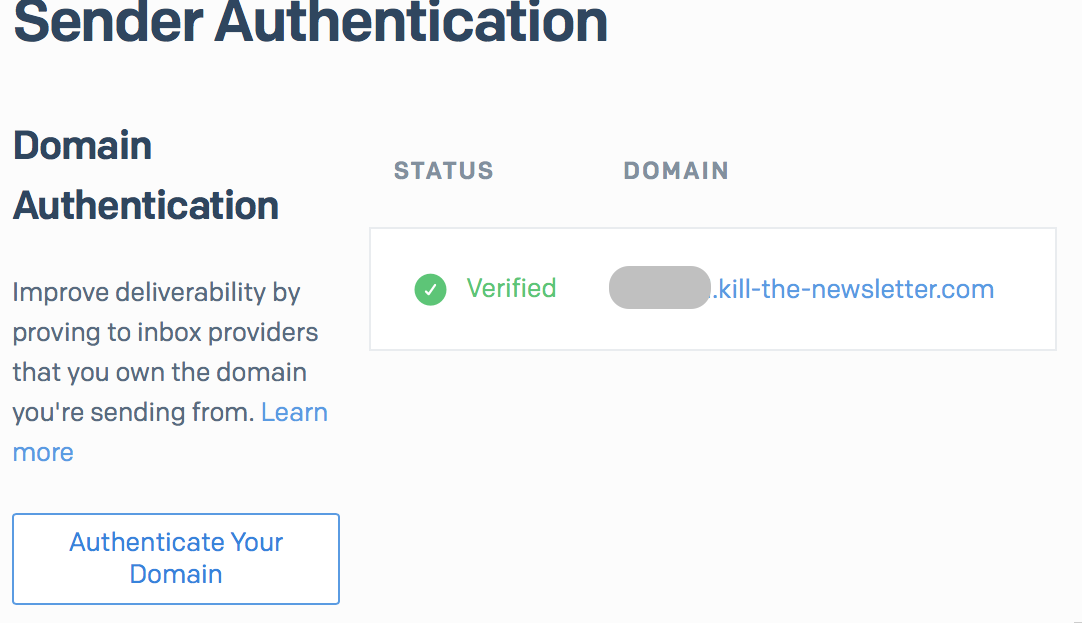 Sender Authentication
Domain
Authentication
Improve deliverability by
proving to inbox providers
that you own the domain
you're sending from. Learn
more
Authenticate Your
Domain
STATUS DOMAIN
Verified .kill-the-newsletter.com